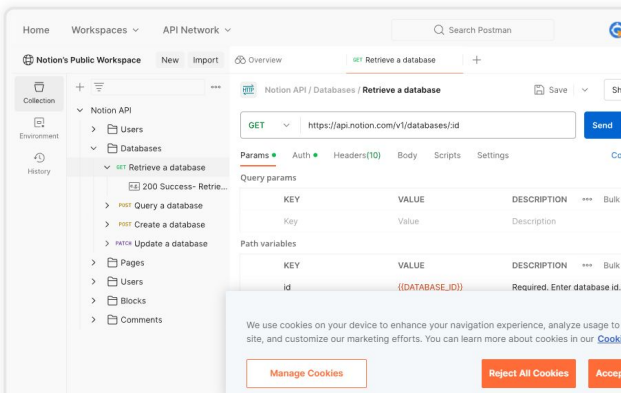 Home Workspaces API Network Search Postman
Notion's Public Workspace New Import Overview GET Retrieve a database
Collection
Environment
History
Notion API
Users
Databases
GET Retrieve a database
200 Success- Retrie...
POST Query a database
POST Create a database
PATCH Update a database
Pages
Users
Blocks
Comments
Notion API / Databases / Retrieve a database Save Sh
GET https://api.notion.com/v1/databases/:id Send
Params Auth Headers(10) Body Scripts Settings Co
Query params
KEY VALUE DESCRIPTION Bulk
Key Value Description
Path variables
KEY VALUE DESCRIPTION Bulk
id {{DATABASE_ID}} Required. Enter database id.
We use cookies on your device to enhance your navigation experience, analyze usage to
site, and customize our marketing efforts. You can learn more about cookies in our Cooki
Manage Cookies Reject All Cookies Accep